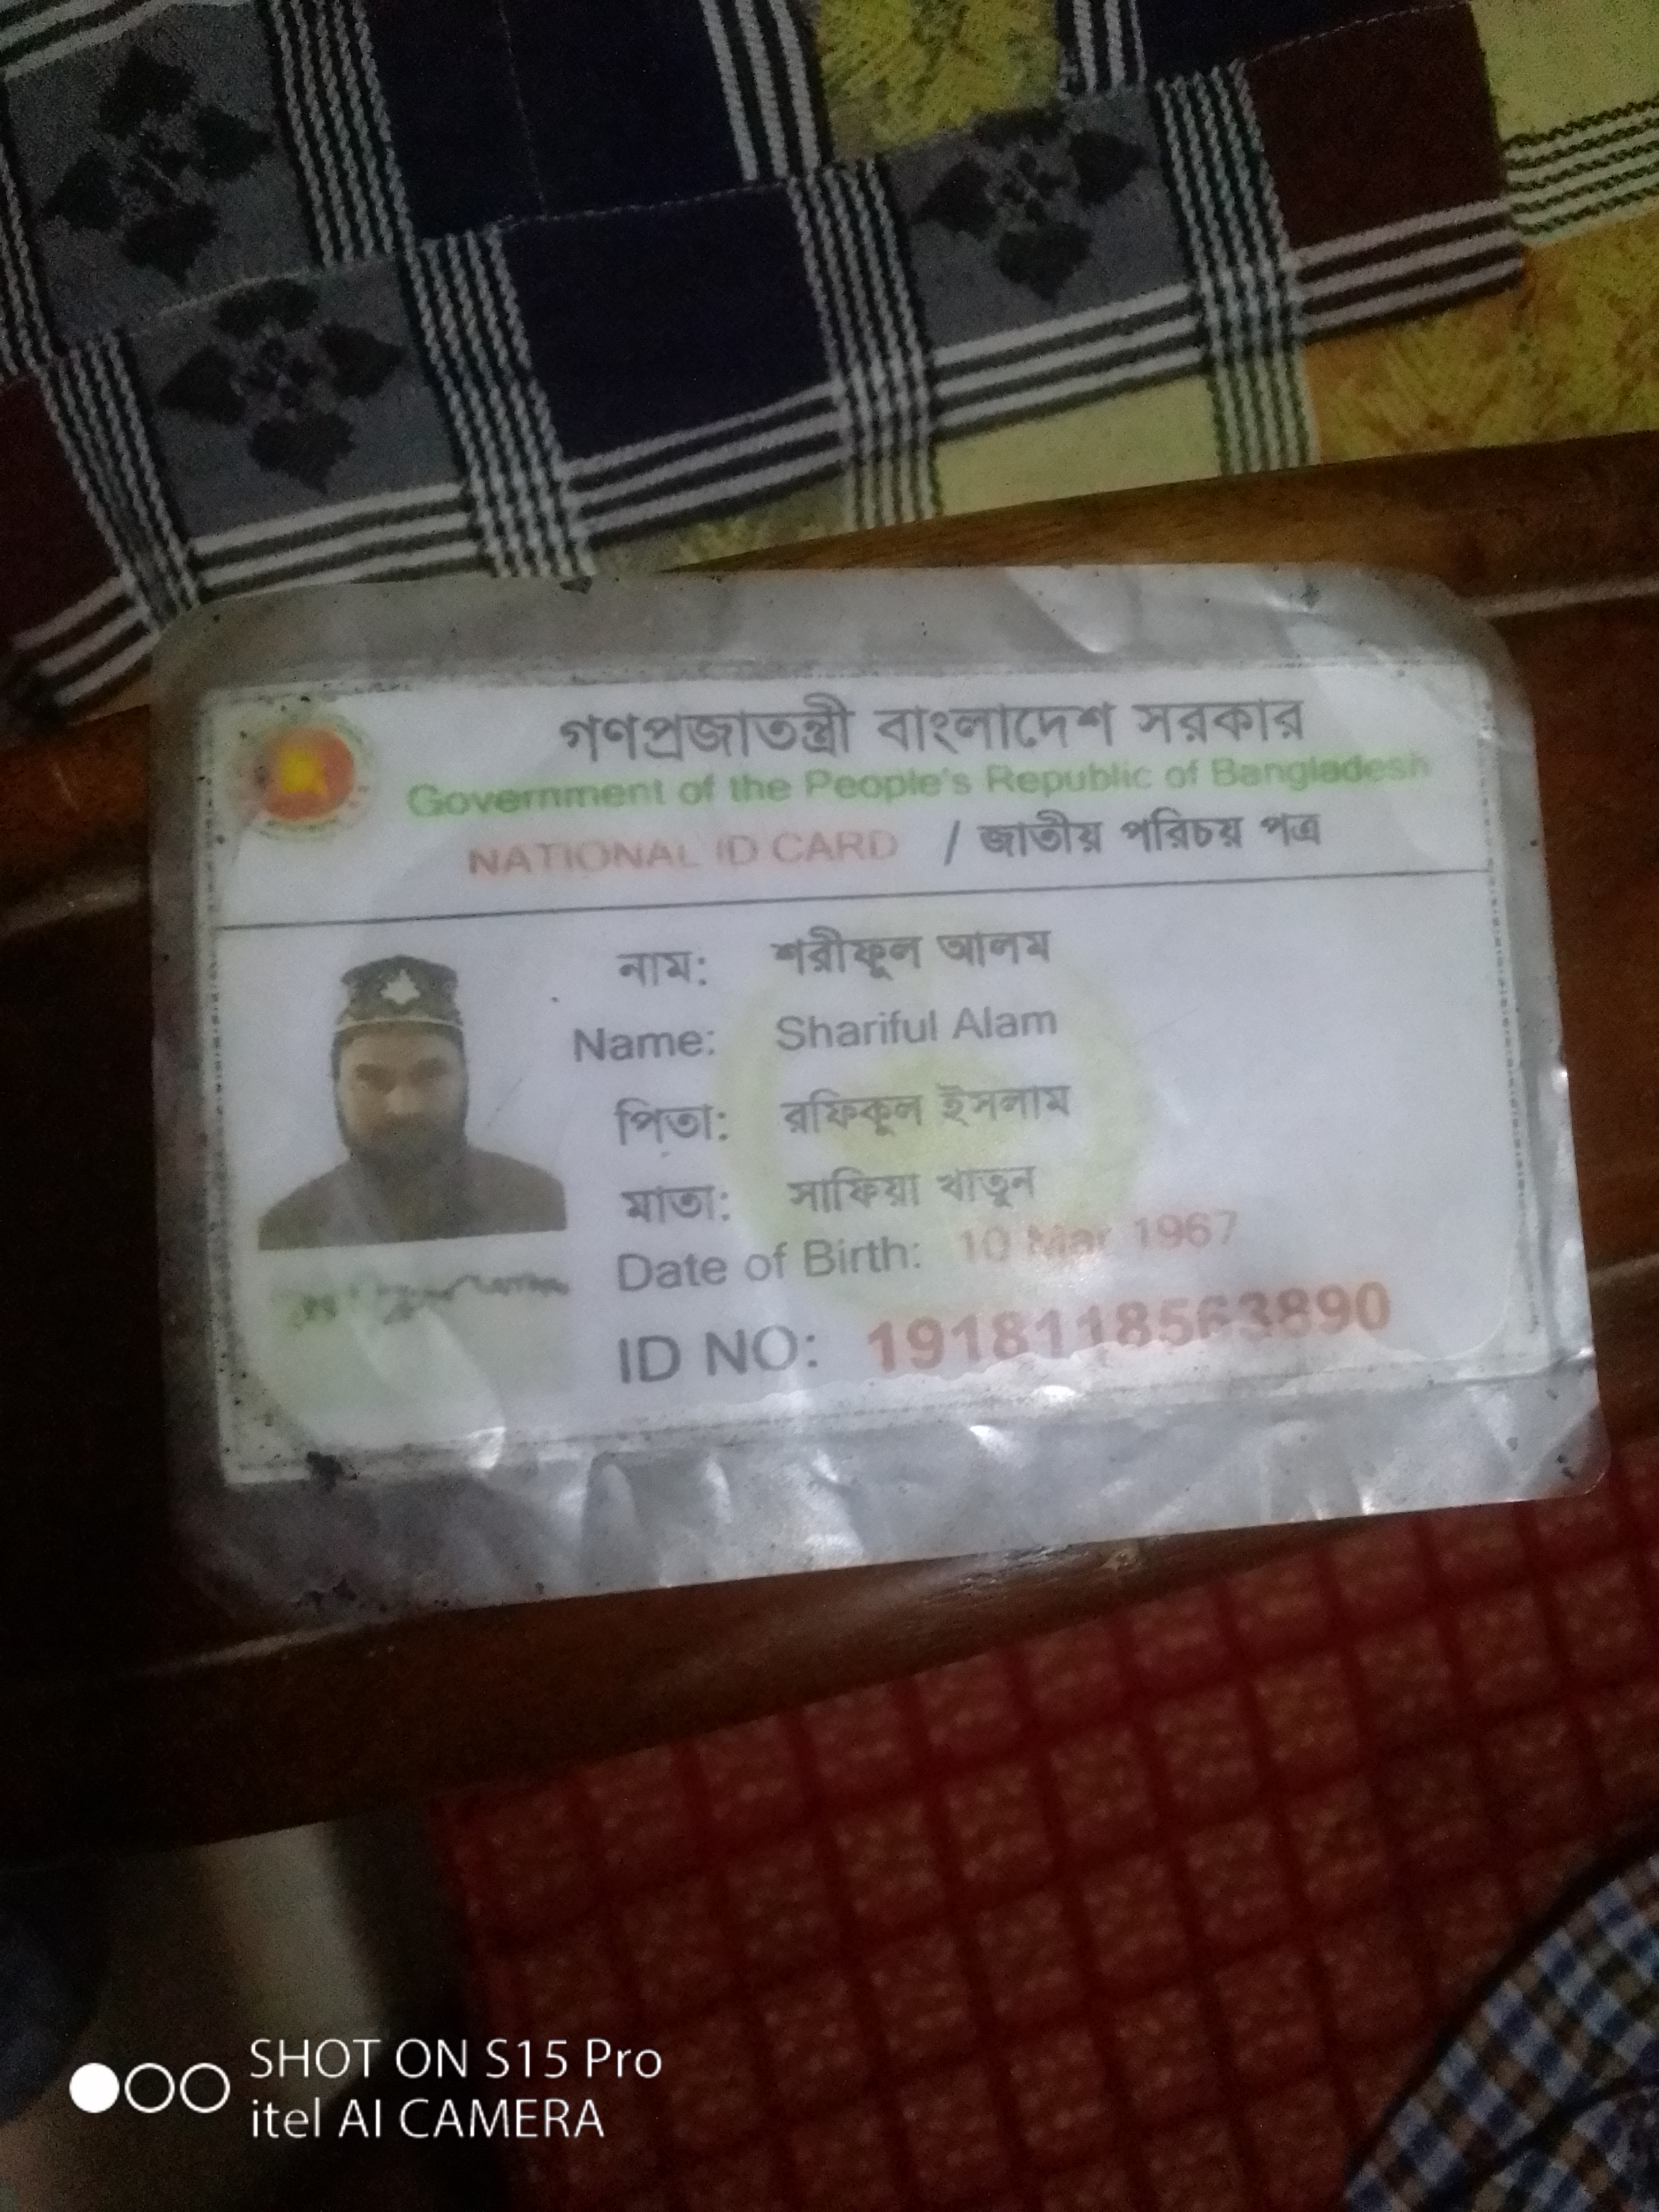 গণপ্রজাতন্ত্রী বাংলাদেশ সরকার
Government of the People's Republic of Bangladesh
NATIONAL ID CARD / জাতীয় পরিচয় পত্র
নাম: শরীফুল আলম
Name: Shariful Alam
পিতা: রফিকুল ইসলাম
মাতা: সাফিয়া খাতুন
Date of Birth: 10 Mar 1967
ID NO: 1918118563890
SHOT ON S15 Pro
itel AI CAMERA